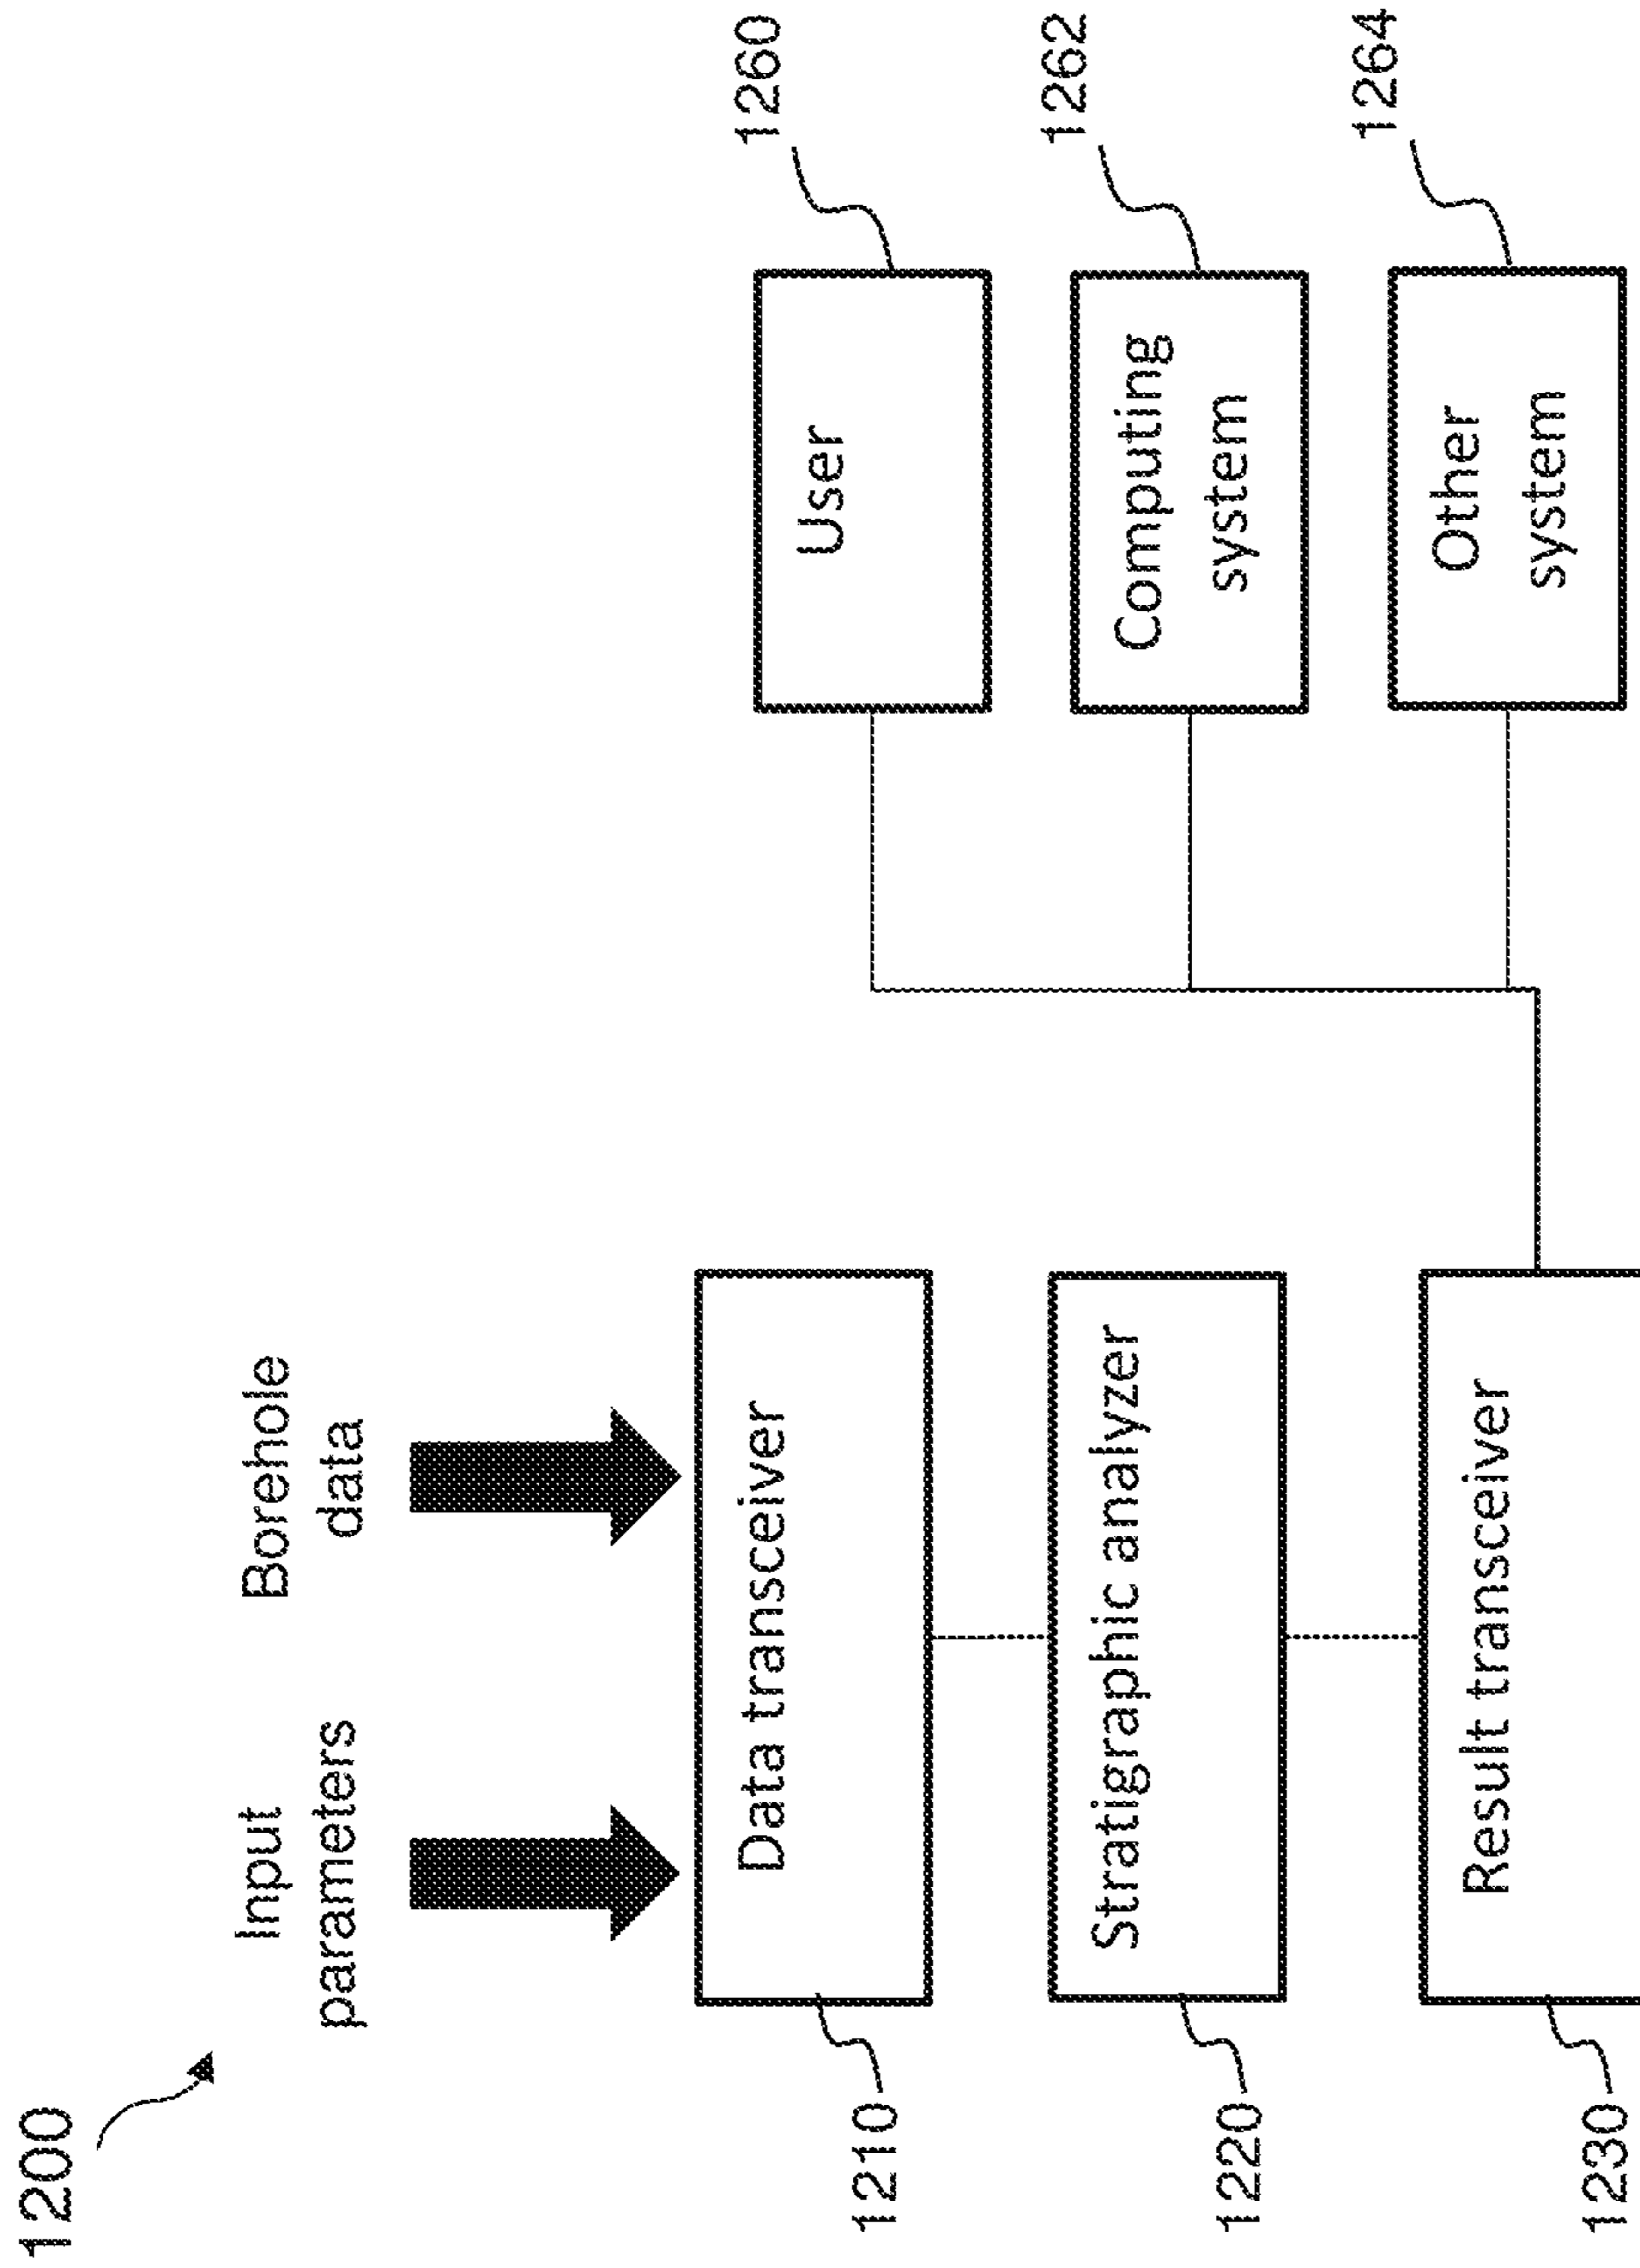 1200
Input
parameters
Borehole
data
1210
Data transceiver
1220
Stratigraphic analyzer
1230
Result transceiver
User
1260
Computing
system
1262
Other
system
1264